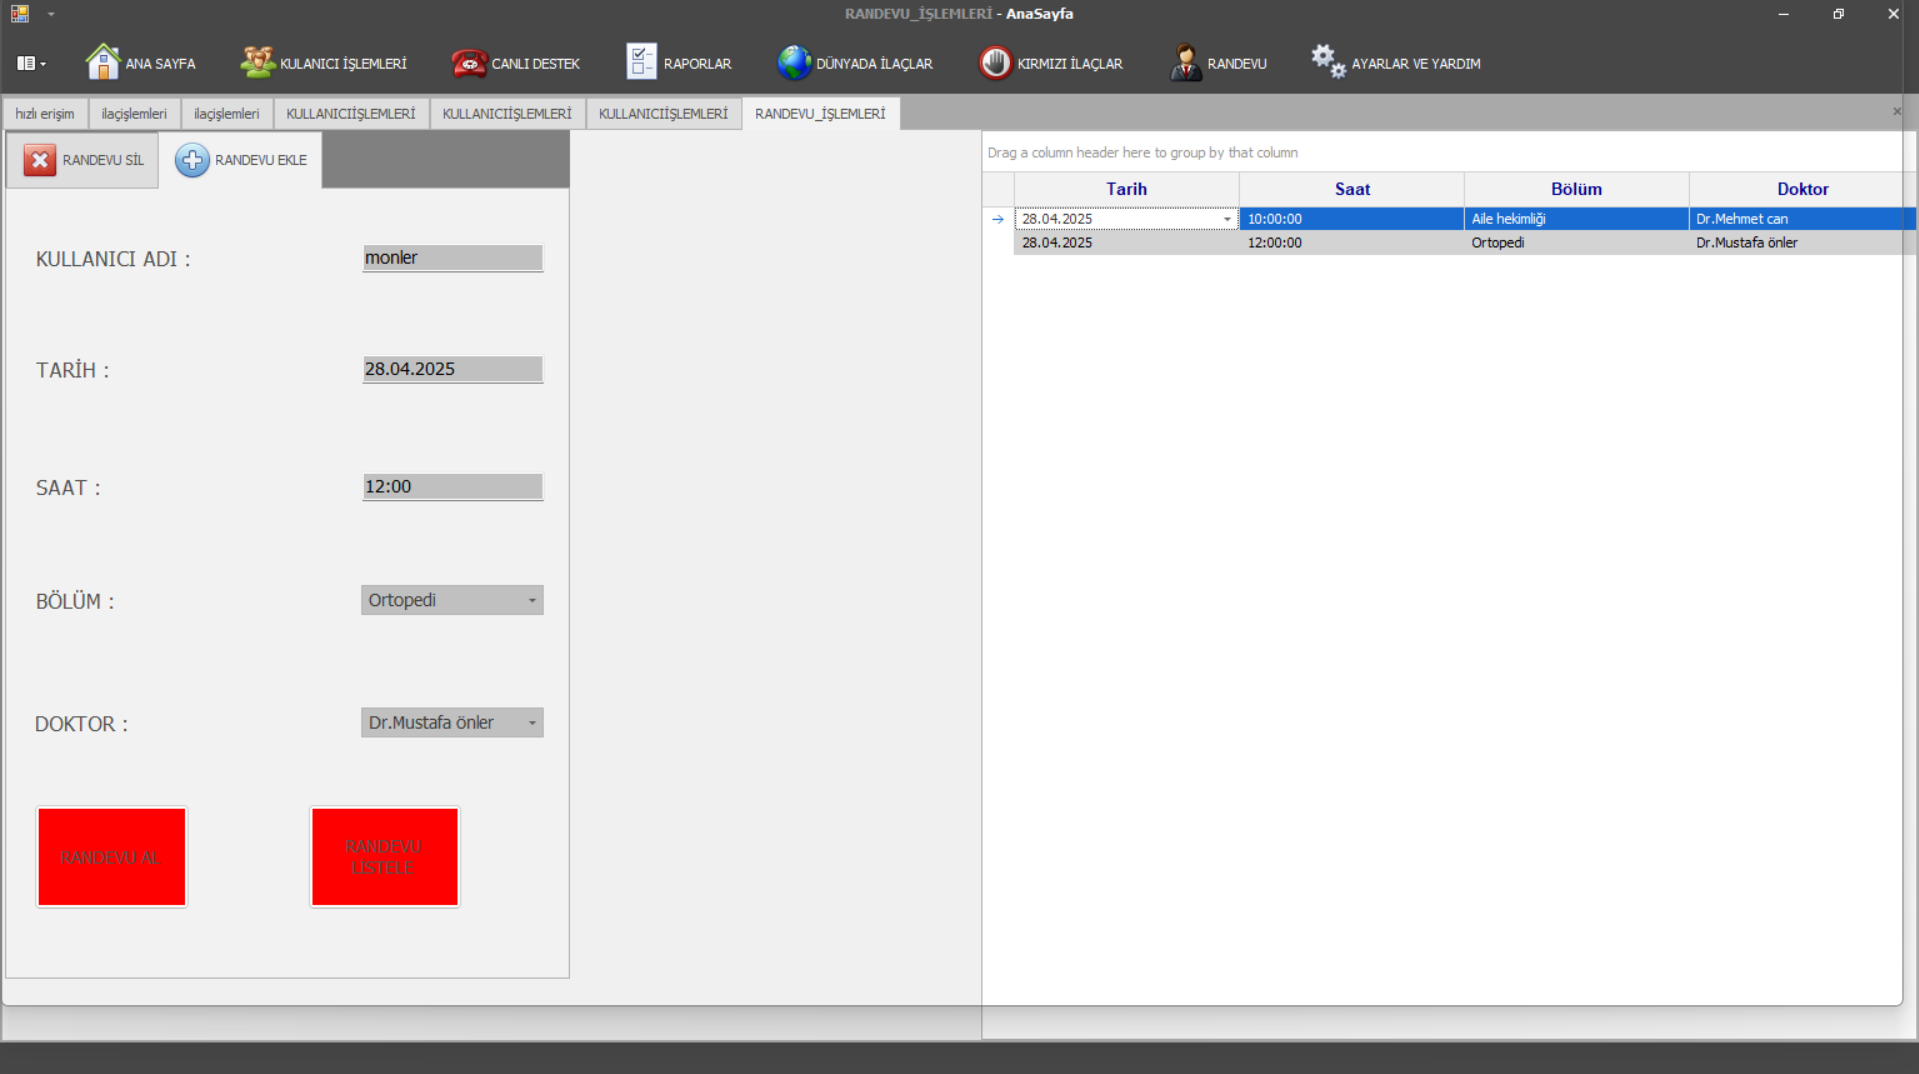 RANDEVU_İŞLEMLERİ - AnaSayfa
ANA SAYFA
KULANICI İŞLEMLERİ
CANLI DESTEK
RAPORLAR
DÜNYADA İLAÇLAR
KIRMIZI İLAÇLAR
RANDEVU
AYARLAR VE YARDIM
hızlı erişim
ilaçişlemleri
ilaçişlemleri
KULLANICIİŞLEMLERİ
KULLANICIİŞLEMLERİ
KULLANICIİŞLEMLERİ
RANDEVU_İŞLEMLERİ
RANDEVU SİL
RANDEVU EKLE
KULLANICI ADI :
monler
TARİH :
28.04.2025
SAAT :
12:00
BÖLÜM :
Ortopedi
DOKTOR :
Dr.Mustafa önler
RANDEVU AL
RANDEVU
LİSTELE
Drag a column header here to group by that column
Tarih Saat Bölüm Doktor
28.04.2025 10:00:00 Aile hekimliği Dr.Mehmet can
28.04.2025 12:00:00 Ortopedi Dr.Mustafa önler